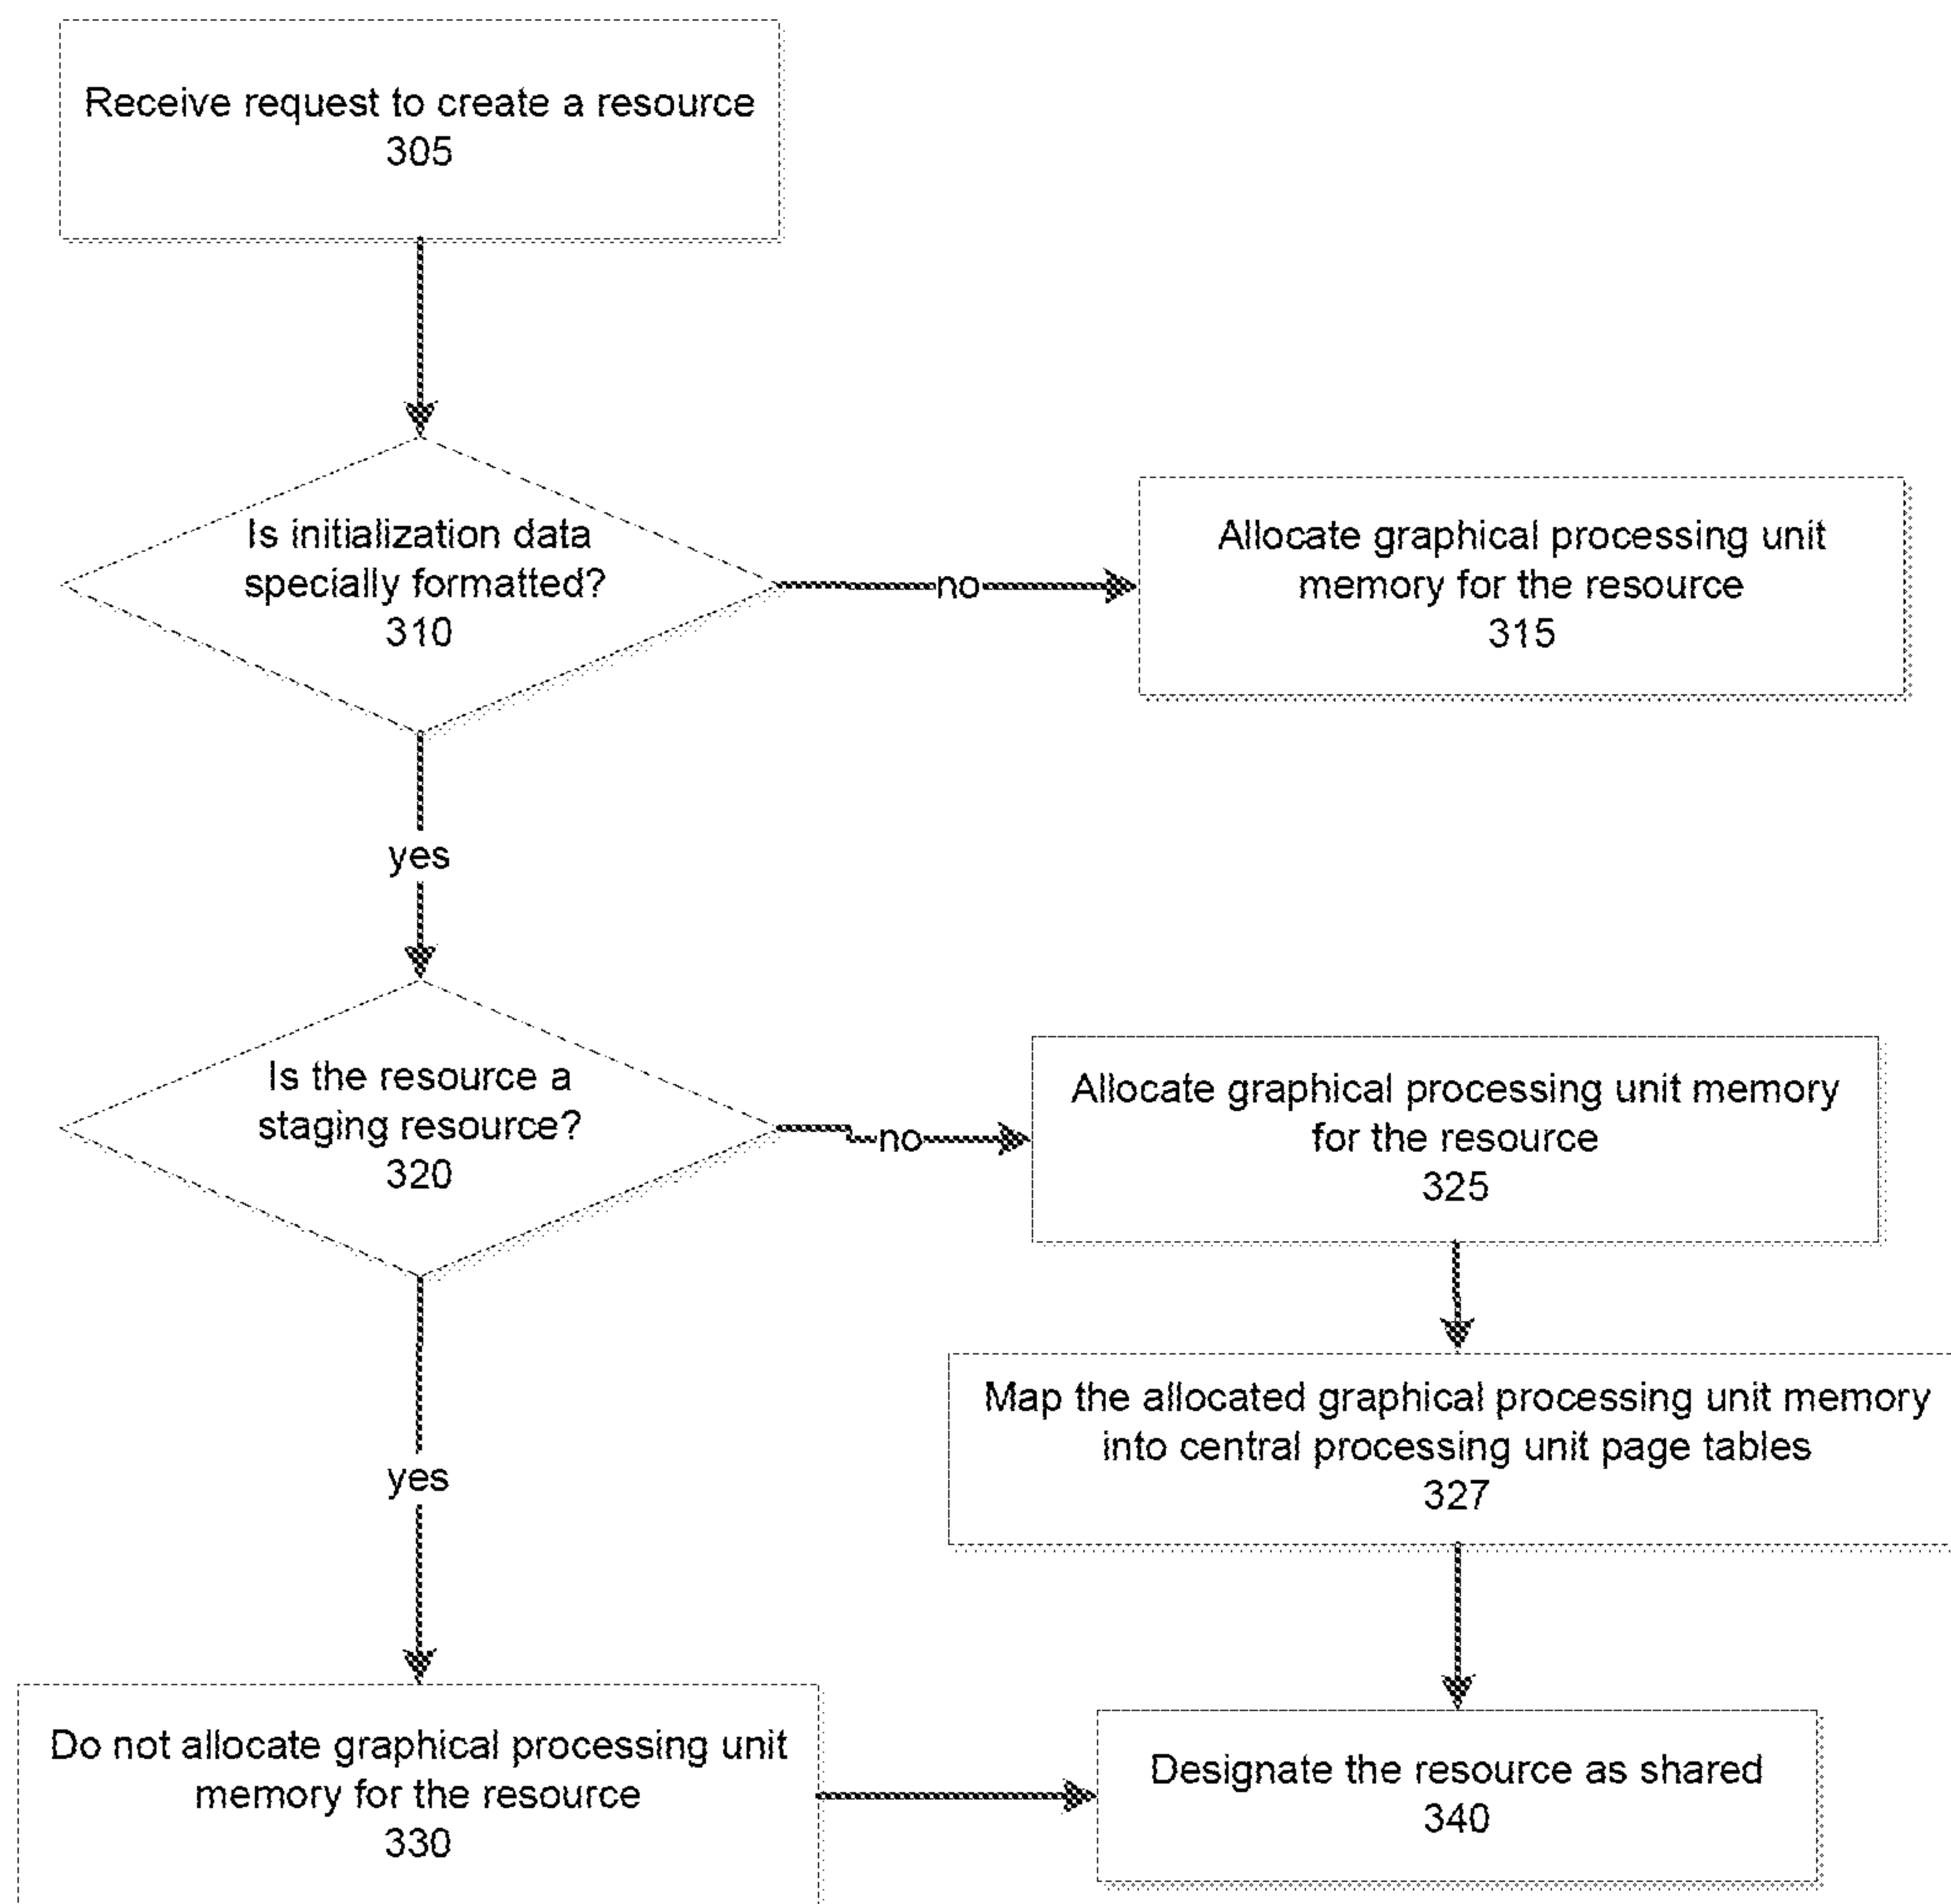 Receive request to create a resource
305
Is initialization data
specially formatted?
310
no
Allocate graphical processing unit
memory for the resource
315
yes
Is the resource a
staging resource?
320
no
Allocate graphical processing unit memory
for the resource
325
Map the allocated graphical processing unit memory
into central processing unit page tables
327
yes
Do not allocate graphical processing unit
memory for the resource
330
Designate the resource as shared
340